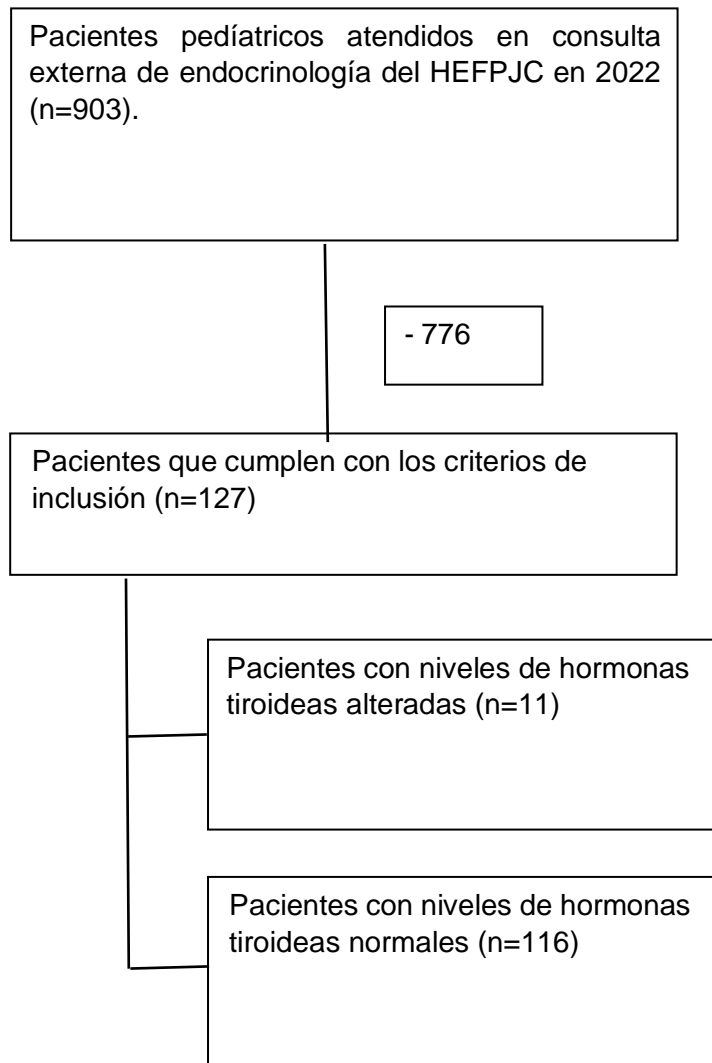 Pacientes pedíatricos atendidos en consulta
externa de endocrinología del HEFPJC en 2022
(n=903).
- 776
Pacientes que cumplen con los criterios de
inclusión (n=127)
Pacientes con niveles de hormonas
tiroideas alteradas (n=11)
Pacientes con niveles de hormonas
tiroideas normales (n=116)